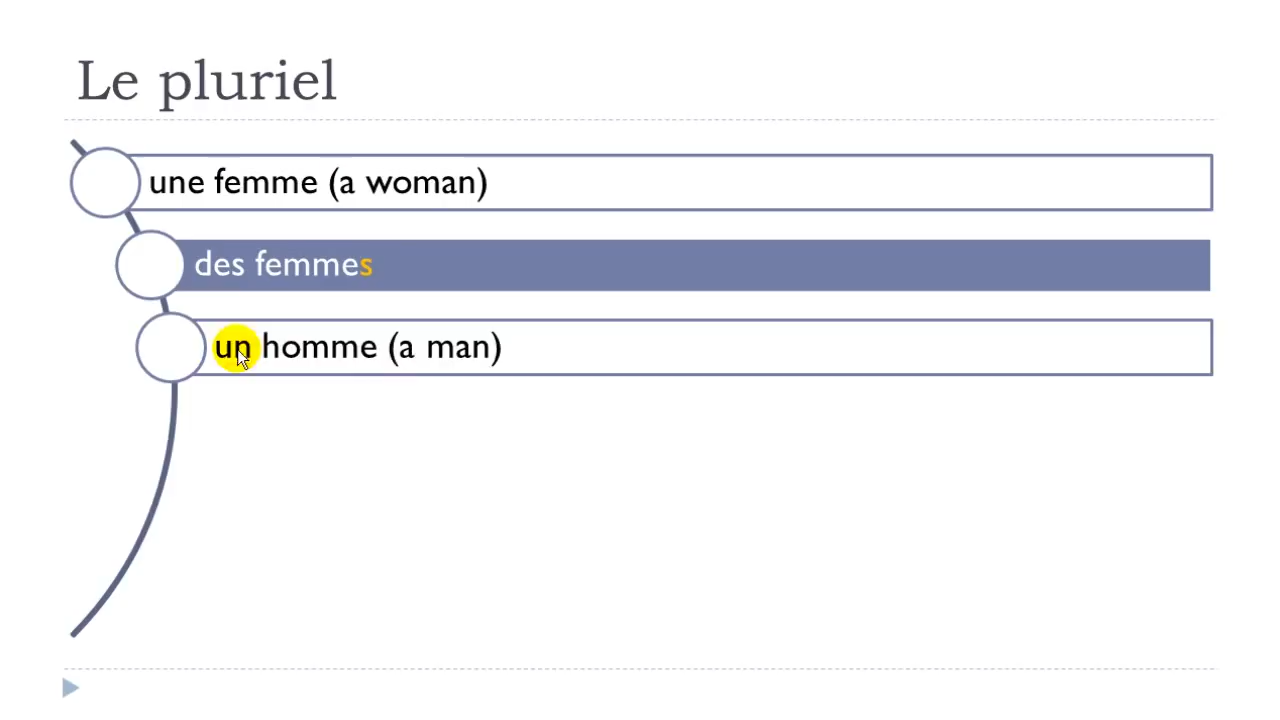 Le pluriel
une femme (a woman)
des femmes
un homme (a man)